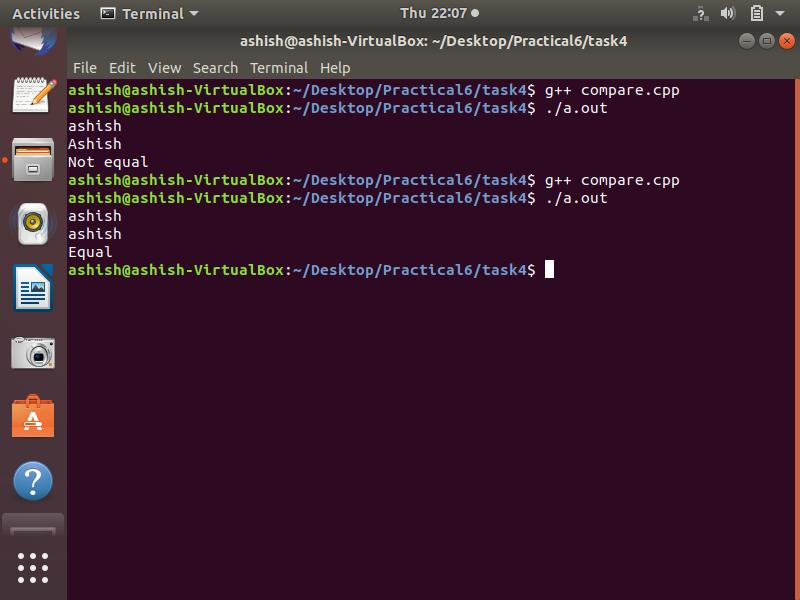 Activities Terminal Thu 22:07
ashish@ashish-VirtualBox: ~/Desktop/Practical6/task4
File Edit View Search Terminal Help
ashish@ashish-VirtualBox:~/Desktop/Practical6/task4$ g++ compare.cpp
ashish@ashish-VirtualBox:~/Desktop/Practical6/task4$ ./a.out
ashish
Ashish
Not equal
ashish@ashish-VirtualBox:~/Desktop/Practical6/task4$ g++ compare.cpp
ashish@ashish-VirtualBox:~/Desktop/Practical6/task4$ ./a.out
ashish
ashish
Equal
ashish@ashish-VirtualBox:~/Desktop/Practical6/task4$